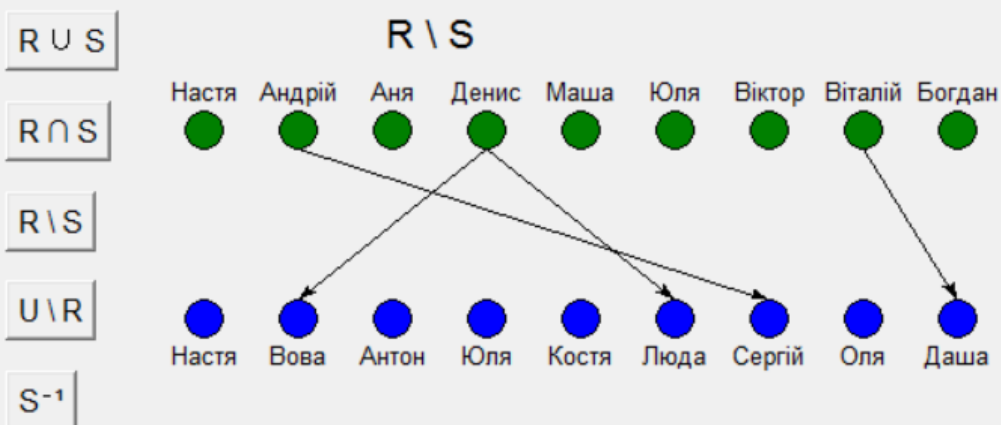 R ∪ S
R \ S
Настя Андрій Аня Денис Маша Юля Віктор Віталій Богдан
R ∩ S
R \ S
U \ R
Настя Вова Антон Юля Костя Люда Сергій Оля Даша
S⁻¹